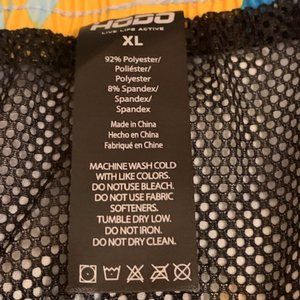 HODO
LIVE LIFE ACTIVE
XL
92% Polyester/
Poliéster/
Polyester
8% Spandex/
Spandex/
Spandex
Made in China
Hecho en China
Fabriqué en Chine
MACHINE WASH COLD
WITH LIKE COLORS.
DO NOTUSE BLEACH.
DO NOT USE FABRIC
SOFTENERS.
TUMBLE DRY LOW.
DO NOT IRON.
DO NOT DRY CLEAN.